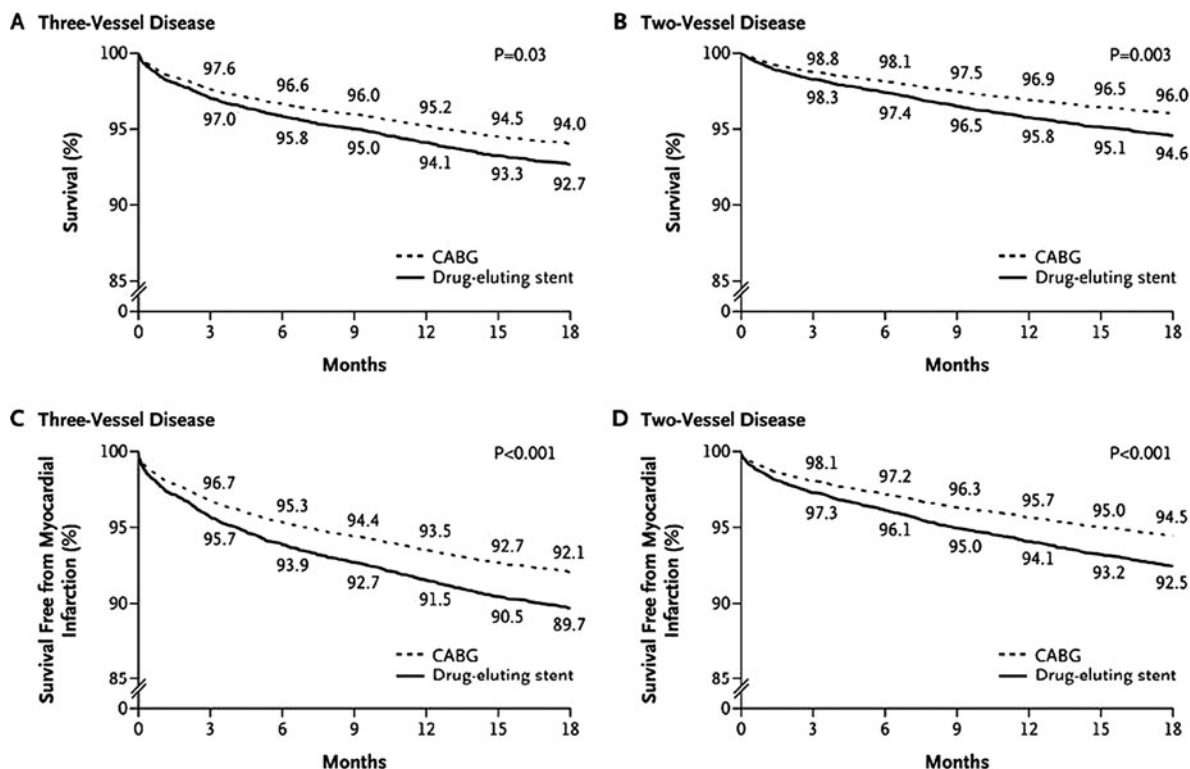 A Three-Vessel Disease
P=0.03
Survival (%)
100
95
90
85
0
97.6 96.6 96.0 95.2 94.5 94.0
97.0 95.8 95.0 94.1 93.3 92.7
CABG
Drug-eluting stent
0 3 6 9 12 15 18
Months
B Two-Vessel Disease
P=0.003
Survival (%)
100
95
90
85
0
98.8 98.1 97.5 96.9 96.5 96.0
98.3 97.4 96.5 95.8 95.1 94.6
CABG
Drug-eluting stent
0 3 6 9 12 15 18
Months
C Three-Vessel Disease
P<0.001
Survival Free from Myocardial
Infarction (%)
100
95
90
85
0
96.7 95.3 94.4 93.5 92.7 92.1
95.7 93.9 92.7 91.5 90.5 89.7
CABG
Drug-eluting stent
0 3 6 9 12 15 18
Months
D Two-Vessel Disease
P<0.001
Survival Free from Myocardial
Infarction (%)
100
95
90
85
0
98.1 97.2 96.3 95.7 95.0 94.5
97.3 96.1 95.0 94.1 93.2 92.5
CABG
Drug-eluting stent
0 3 6 9 12 15 18
Months